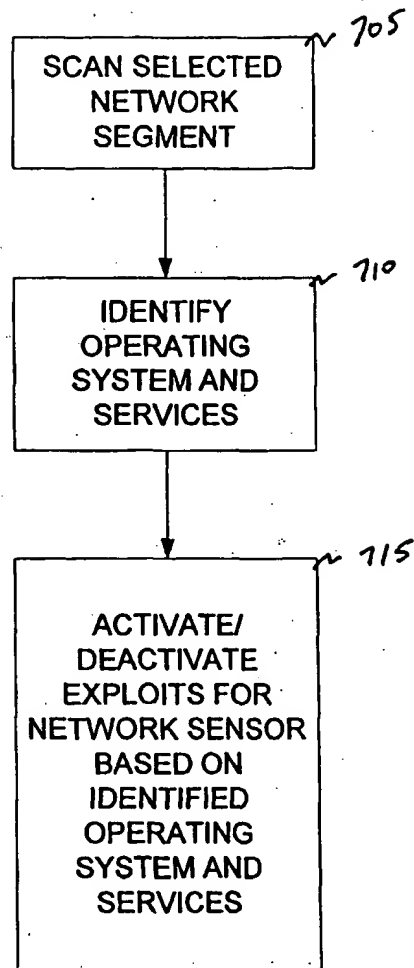 705
SCAN SELECTED
NETWORK
SEGMENT
710
IDENTIFY
OPERATING
SYSTEM AND
SERVICES
715
ACTIVATE/
DEACTIVATE
EXPLOITS FOR
NETWORK SENSOR
BASED ON
IDENTIFIED
OPERATING
SYSTEM AND
SERVICES